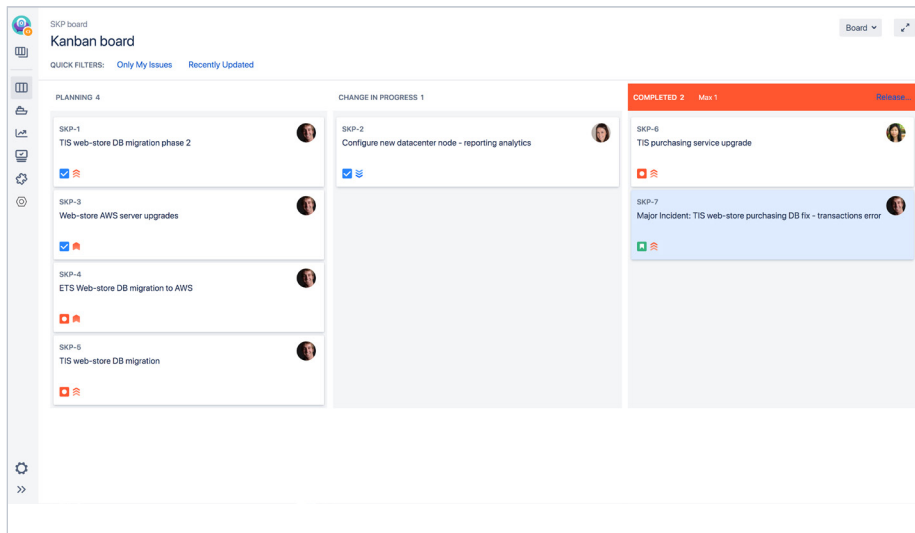 SKP board
Kanban board
Board
QUICK FILTERS: Only My Issues Recently Updated
PLANNING 4
SKP-1
TIS web-store DB migration phase 2
SKP-3
Web-store AWS server upgrades
SKP-4
ETS Web-store DB migration to AWS
SKP-5
TIS web-store DB migration
CHANGE IN PROGRESS 1
SKP-2
Configure new datacenter node - reporting analytics
COMPLETED 2 Max 1 Release...
SKP-6
TIS purchasing service upgrade
SKP-7
Major Incident: TIS web-store purchasing DB fix - transactions error